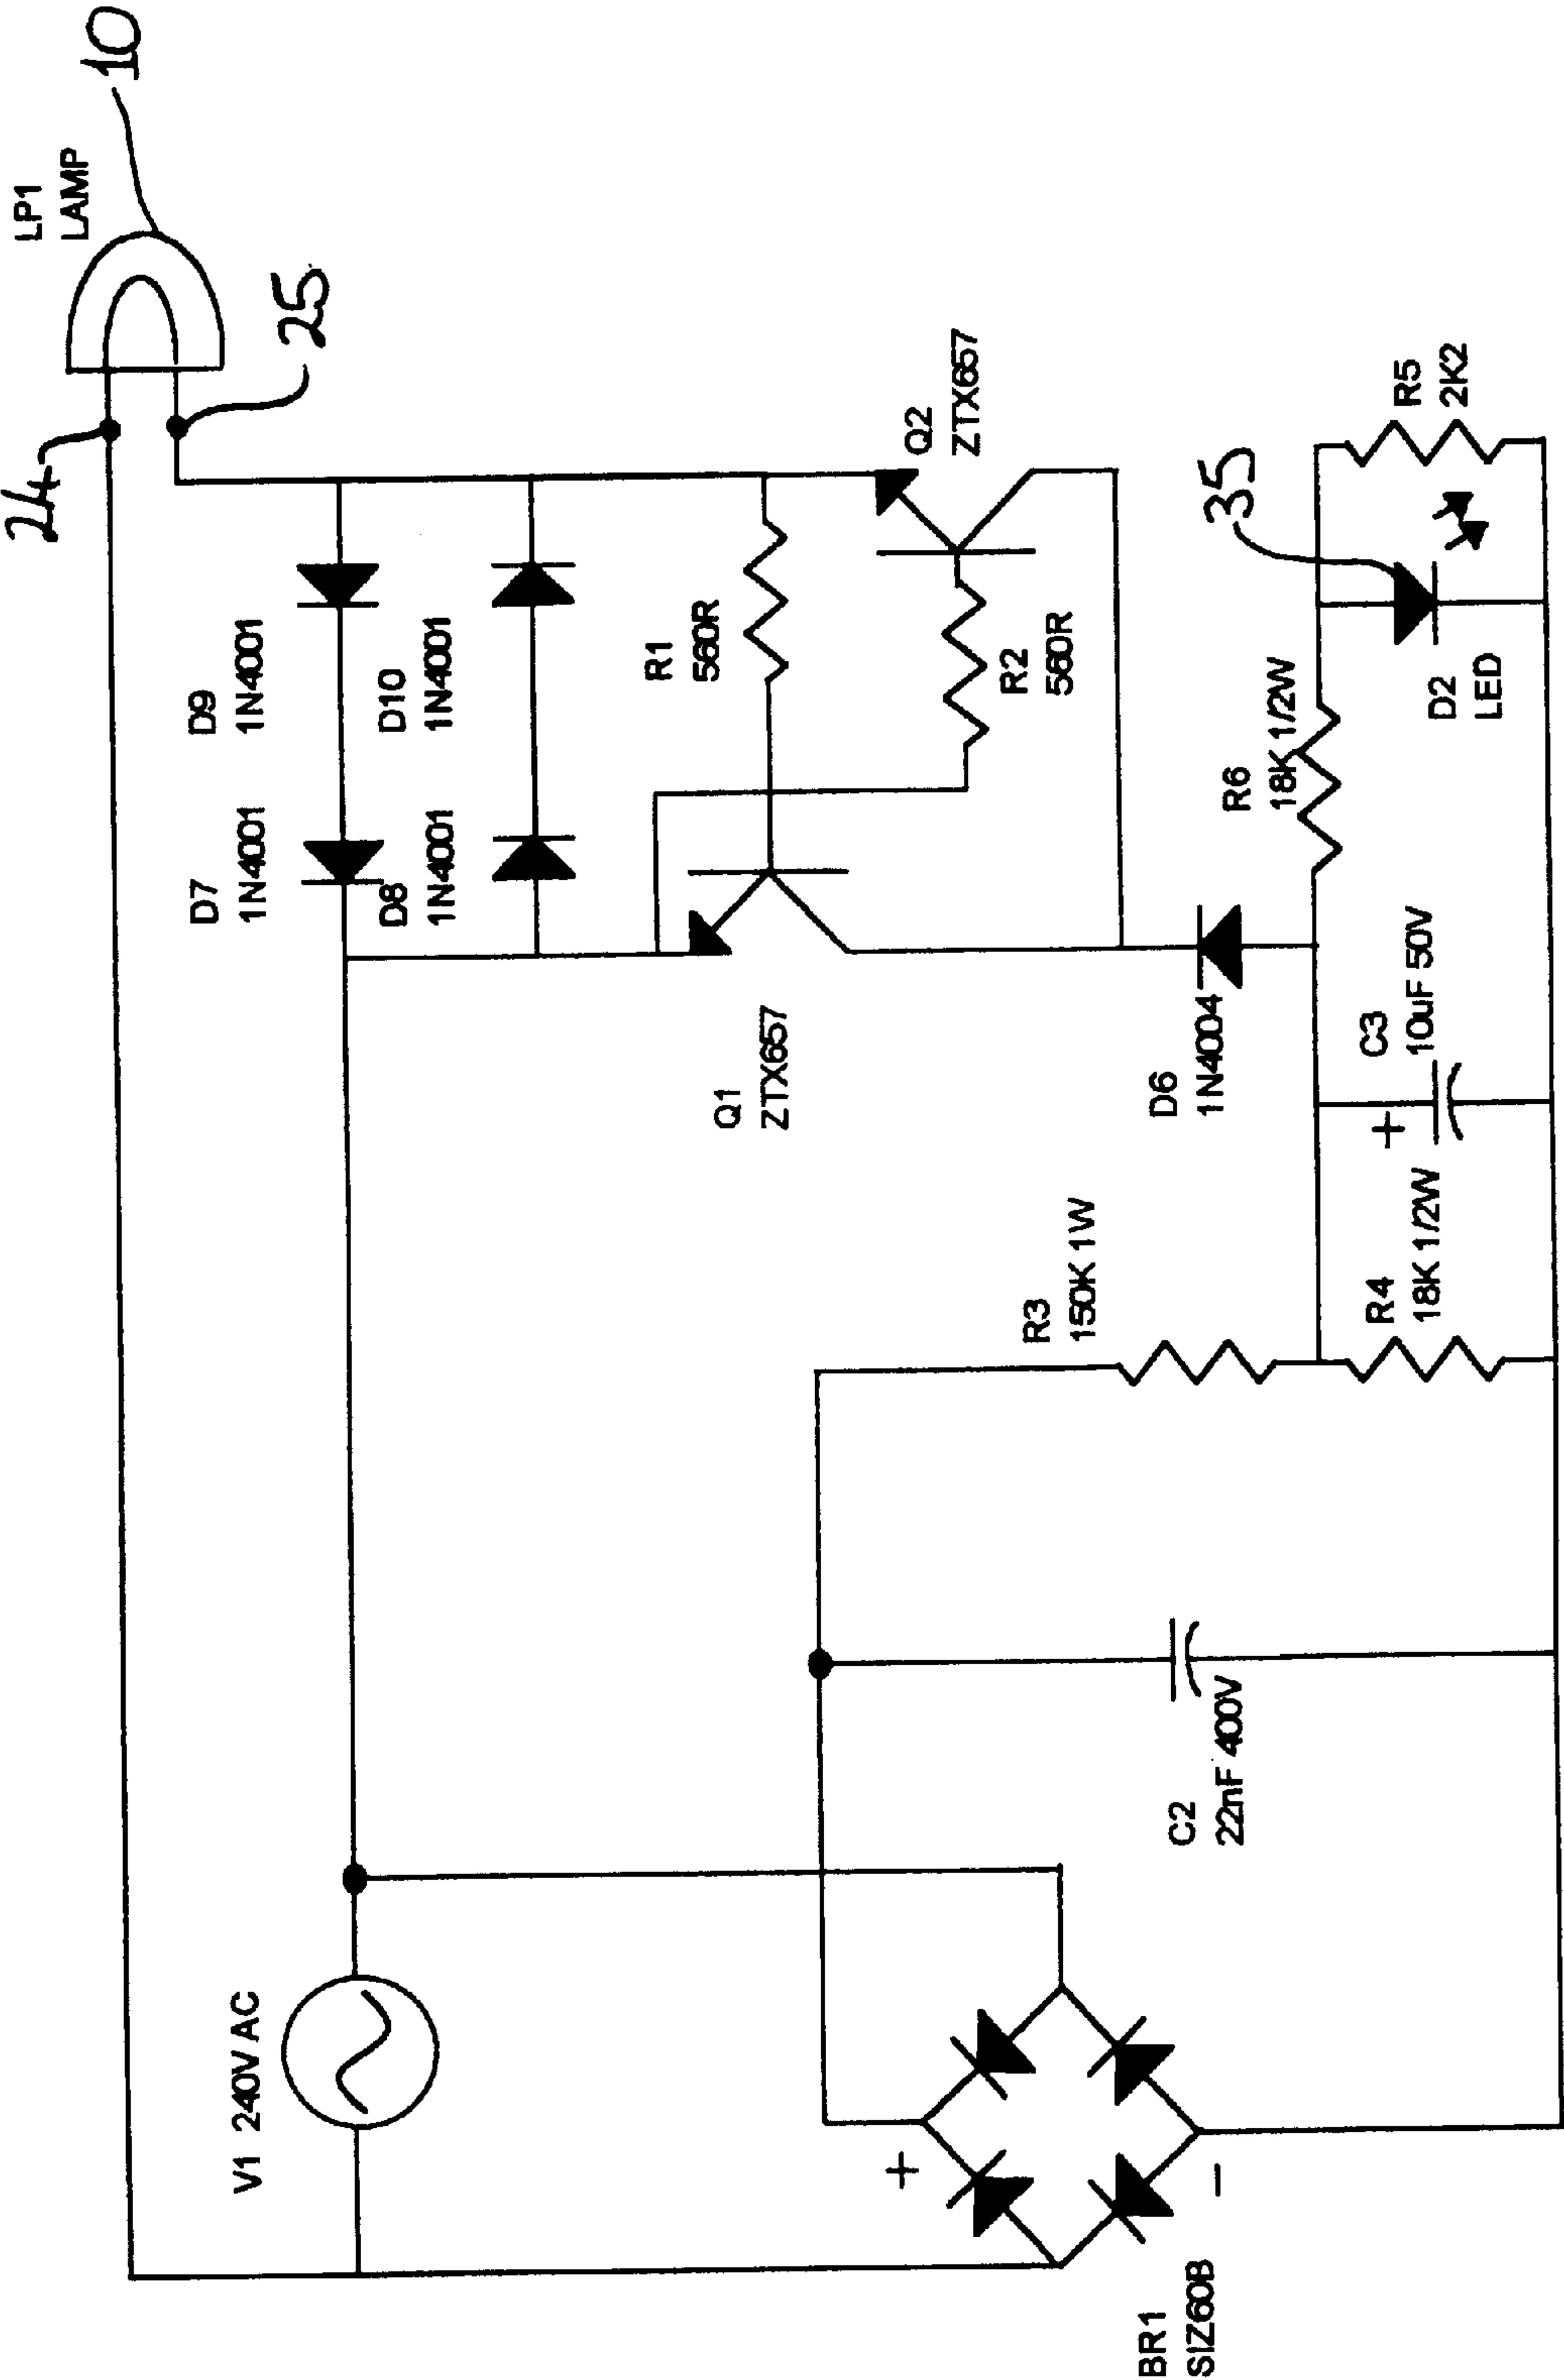 24
10
LP1
LAMP
25
V1 240V AC
D7
1N4001
D9
1N4001
D8
1N4001
D10
1N4001
R1
560R
Q2
ZTX657
R2
560R
Q1
ZTX657
35
D6
1N4004
R6
18K 1/2W
R5
2K2
D2
LED
C3
10uF 50V
+
R3
150K 1W
R4
18K 1/2W
C2
22nF 400V
+
-
BR1
SIZ60B